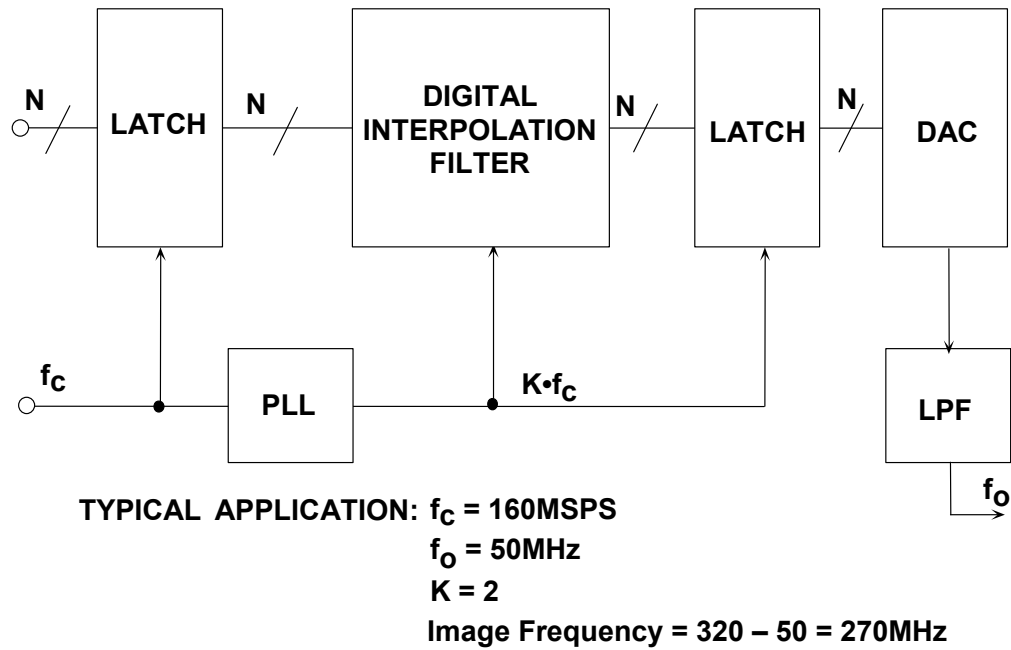 N
LATCH
N
DIGITAL
INTERPOLATION
FILTER
N
LATCH
N
DAC
fc
PLL
K•fc
LPF
fo
TYPICAL APPLICATION: fc = 160MSPS
fo = 50MHz
K = 2
Image Frequency = 320 – 50 = 270MHz